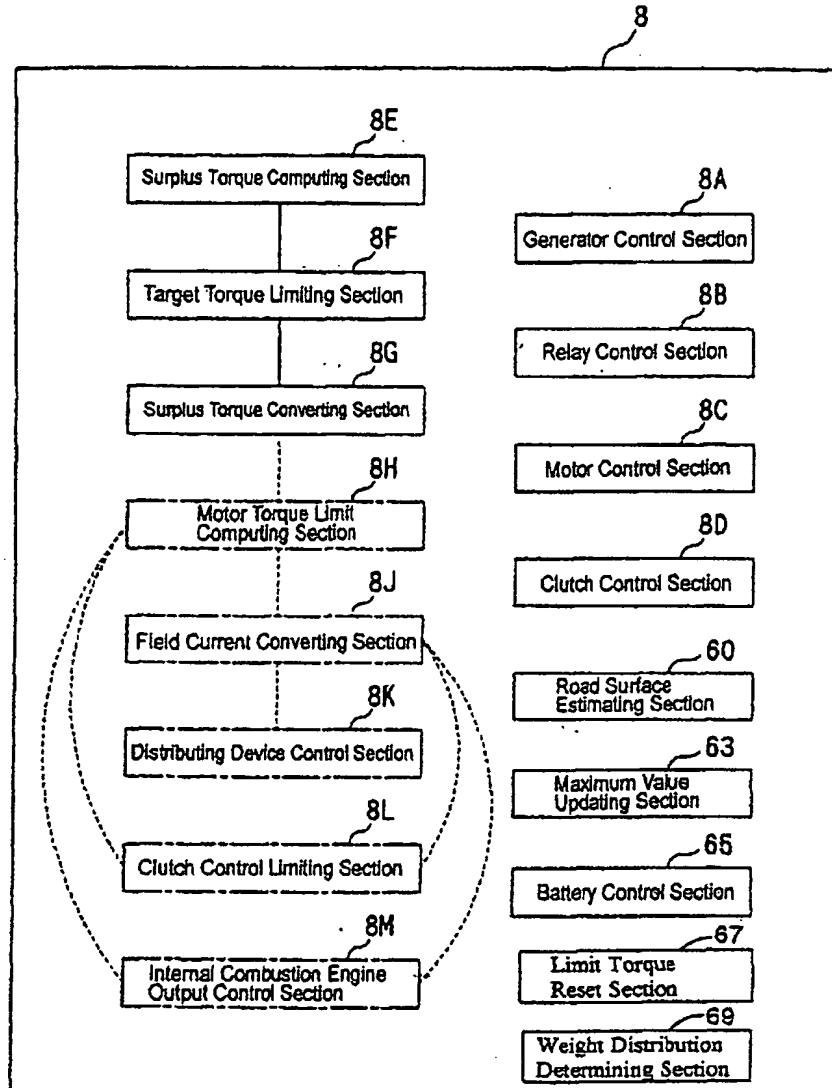 8
8E
Surplus Torque Computing Section
8F
Target Torque Limiting Section
8G
Surplus Torque Converting Section
8H
Motor Torque Limit
Computing Section
8J
Field Current Converting Section
8K
Distributing Device Control Section
8L
Clutch Control Limiting Section
8M
Internal Combustion Engine
Output Control Section
8A
Generator Control Section
8B
Relay Control Section
8C
Motor Control Section
8D
Clutch Control Section
60
Road Surface
Estimating Section
63
Maximum Value
Updating Section
65
Battery Control Section
67
Limit Torque
Reset Section
69
Weight Distribution
Determining Section